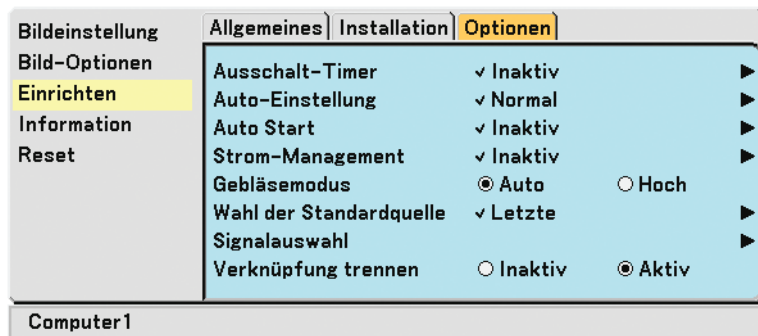 Bildeinstellung
Bild-Optionen
Einrichten
Information
Reset
Allgemeines Installation Optionen
Ausschalt-Timer ✓ Inaktiv
Auto-Einstellung ✓ Normal
Auto Start ✓ Inaktiv
Strom-Management ✓ Inaktiv
Gebläsemodus Auto Hoch
Wahl der Standardquelle ✓ Letzte
Signalauswahl
Verknüpfung trennen Inaktiv Aktiv
Computer1